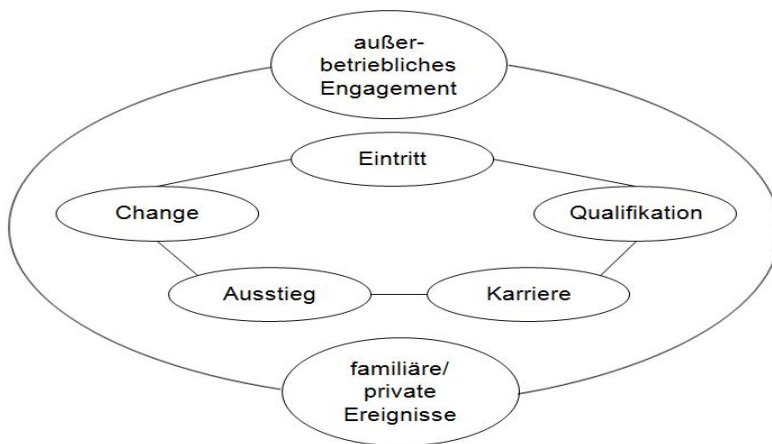 außer-
betriebliches
Engagement
Eintritt
Change
Qualifikation
Ausstieg
Karriere
familiäre/
private
Ereignisse